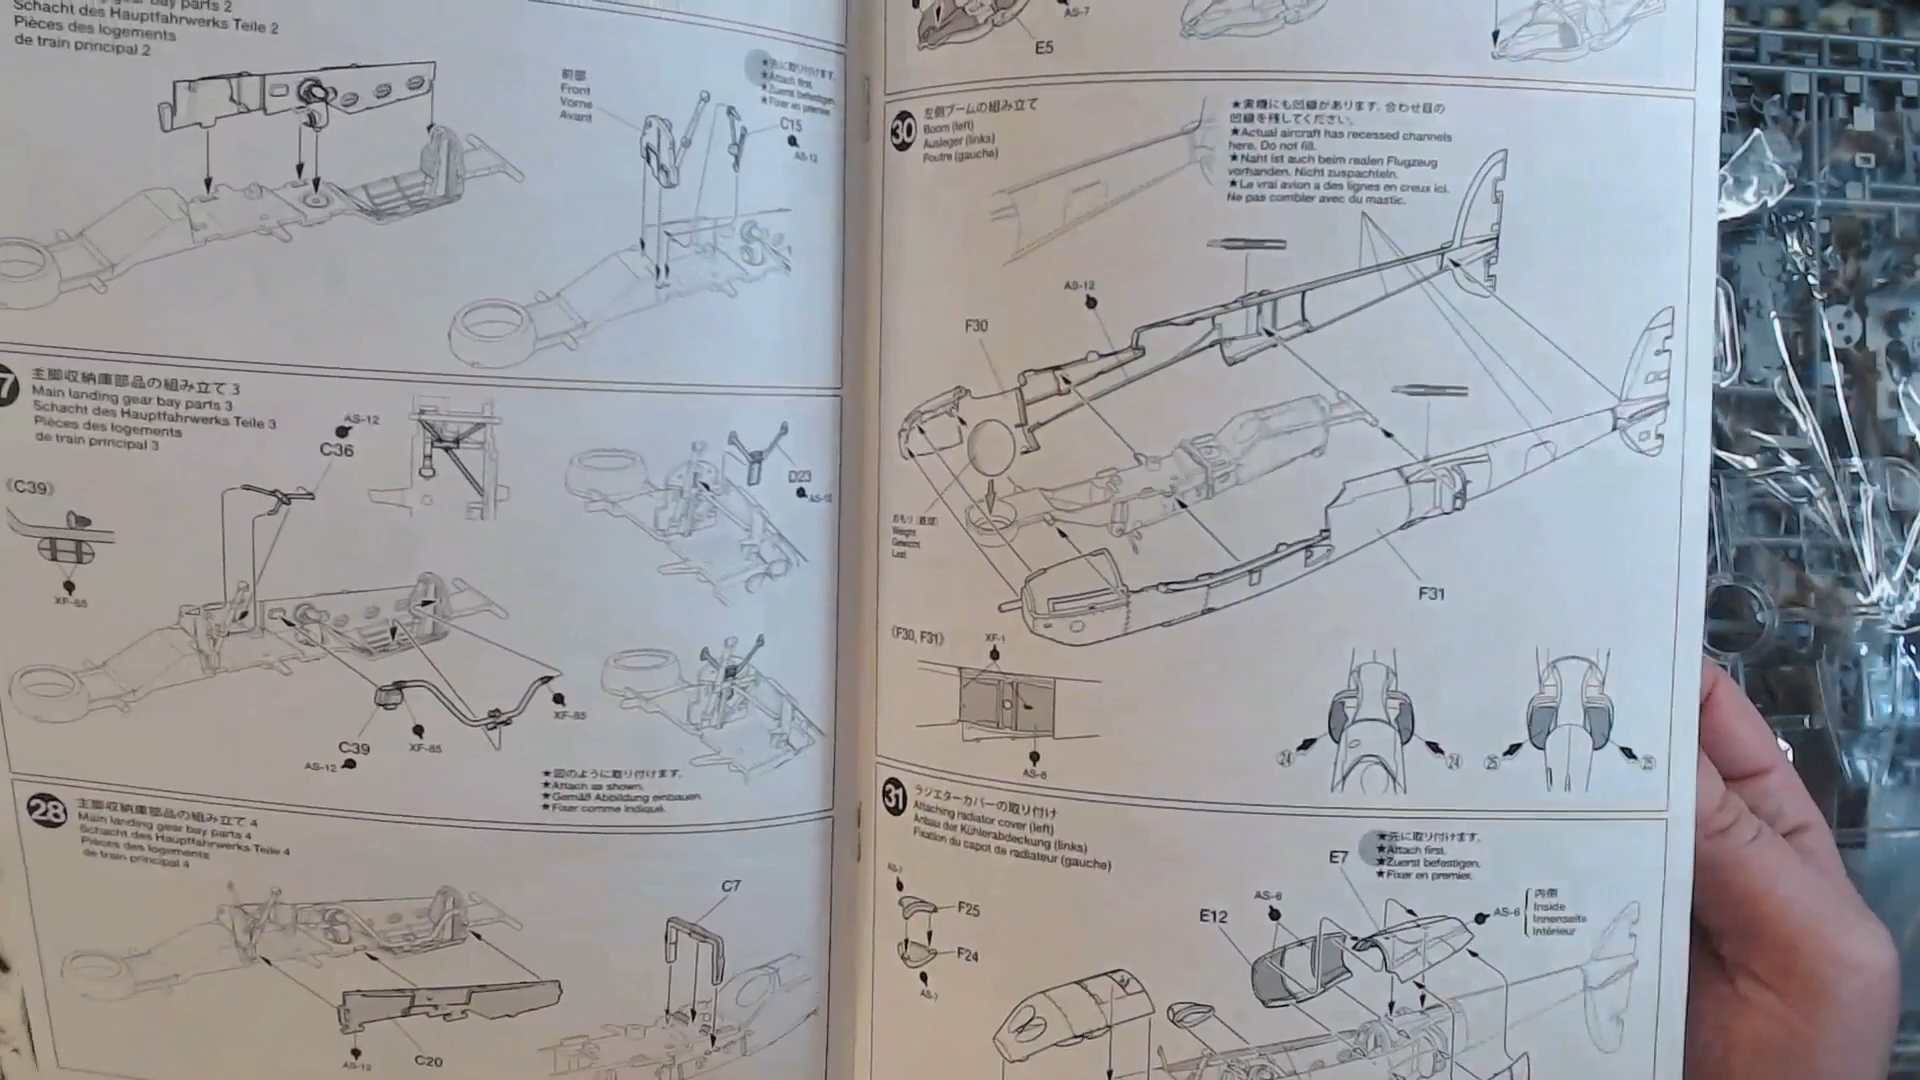 gear bay parts 2
Schacht des Hauptfahrwerks Teile 2
Pièces des logements
de train principal 2
前部
Front
Vorne
Avant
★先に取り付けます。
★Attach first.
★Zuerst befestigen.
★Fixer en premier.
C15
AS-12
7
主脚収納庫部品の組み立て 3
Main landing gear bay parts 3
Schacht des Hauptfahrwerks Teile 3
Pièces des logements
de train principal 3
AS-12
C36
《C39》
XF-85
D23
AS-12
XF-85
C39
XF-85
AS-12
★図のように取り付けます。
★Attach as shown.
★Gemäß Abbildung einbauen.
★Fixer comme indiqué.
28
主脚収納庫部品の組み立て 4
Main landing gear bay parts 4
Schacht des Hauptfahrwerks Teile 4
Pièces des logements
de train principal 4
C7
AS-12
C20
AS-7
E5
30
左側ブームの組み立て
Boom (left)
Ausleger (links)
Poutre (gauche)
★実機にも凹線があります。合わせ目の
凹線を残してください。
★Actual aircraft has recessed channels
here. Do not fill.
★Naht ist auch beim realen Flugzeug
vorhanden. Nicht zuspachteln.
★Le vrai avion a des lignes en creux ici.
Ne pas combler avec du mastic.
AS-12
F30
おもり（鉄球）
Weight
Gewicht
Lest
F31
《F30, F31》
XF-1
AS-6
24
24
25
25
31
ラジエターカバーの取り付け
Attaching radiator cover (left)
Anbau der Kühlerabdeckung (links)
Fixation du capot de radiateur (gauche)
★先に取り付けます。
★Attach first.
★Zuerst befestigen.
★Fixer en premier.
E7
AS-7
F25
F24
AS-7
E12
AS-6
AS-6
内側
Inside
Innenseite
Intérieur